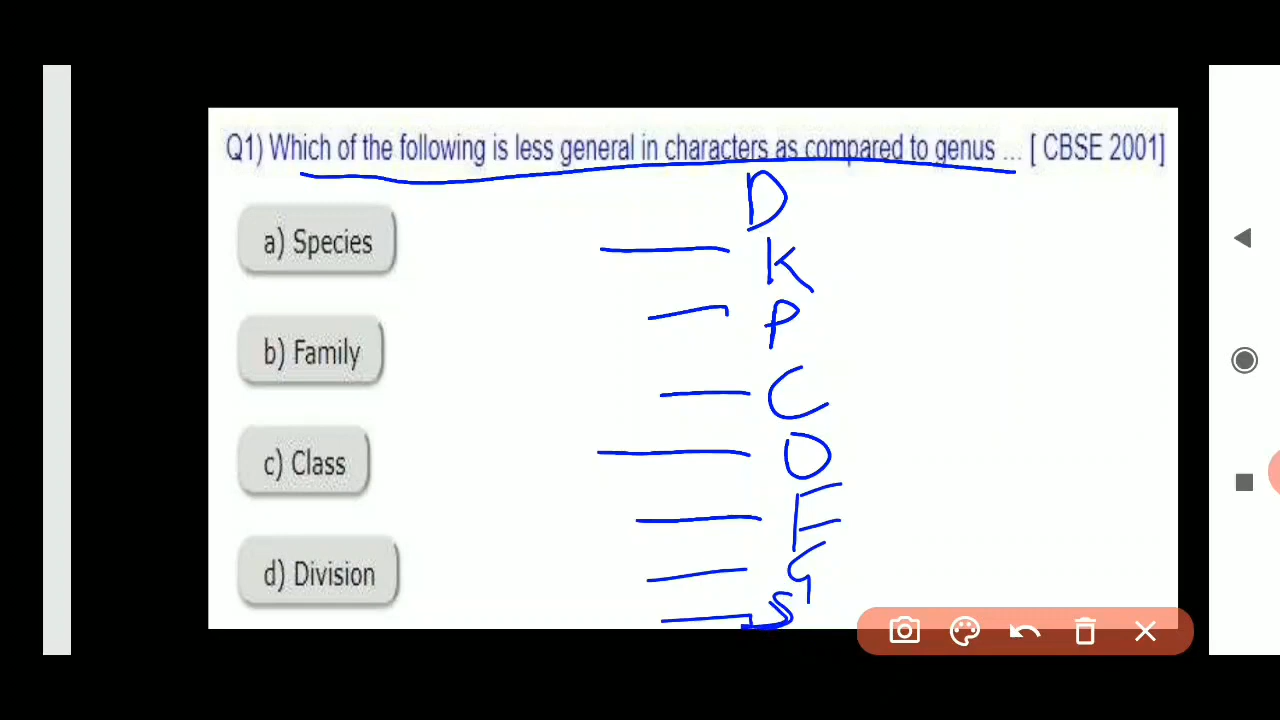 Q1) Which of the following is less general in characters as compared to genus ... [ CBSE 2001]
D
a) Species
K
P
b) Family
C
O
c) Class
F
G
d) Division
S